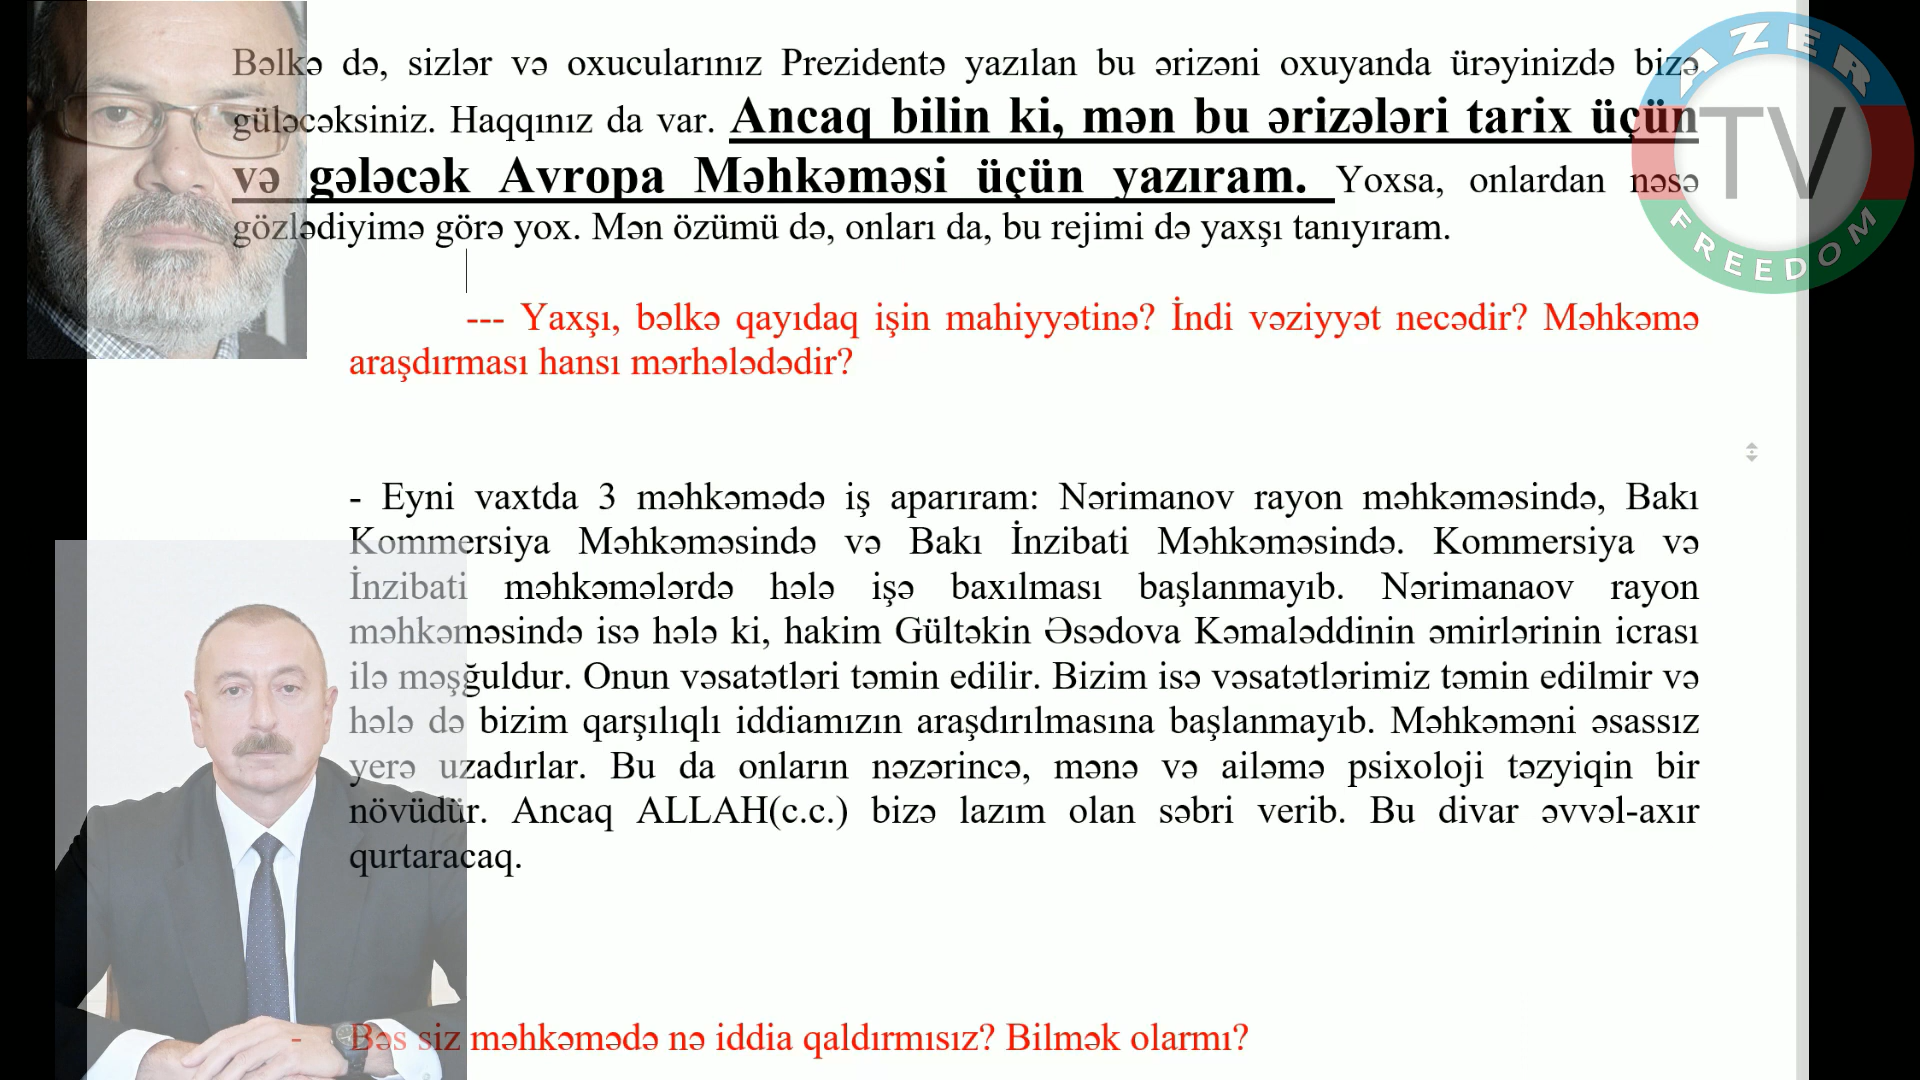 Bəlkə də, sizlər və oxucularınız Prezidentə yazılan bu ərizəni oxuyanda ürəyinizdə bizə
güləcəksiniz. Haqqınız da var. Ancaq bilin ki, mən bu ərizələri tarix üçün
və gələcək Avropa Məhkəməsi üçün yazıram. Yoxsa, onlardan nəsə
gözlədiyimə görə yox. Mən özümü də, onları da, bu rejimi də yaxşı tanıyıram.
AZER
TV
FREEDOM
--- Yaxşı, bəlkə qayıdaq işin mahiyyətinə? İndi vəziyyət necədir? Məhkəmə
araşdırması hansı mərhələdədir?
- Eyni vaxtda 3 məhkəmədə iş aparıram: Nərimanov rayon məhkəməsində, Bakı
Kommersiya Məhkəməsində və Bakı İnzibati Məhkəməsində. Kommersiya və
İnzibati məhkəmələrdə hələ işə baxılması başlanmayıb. Nərimanaov rayon
məhkəməsində isə hələ ki, hakim Gültəkin Əsədova Kəmaləddinin əmirlərinin icrası
ilə məşğuldur. Onun vəsatətləri təmin edilir. Bizim isə vəsatətlərimiz təmin edilmir və
hələ də bizim qarşılıqlı iddiamızın araşdırılmasına başlanmayıb. Məhkəməni əsassız
yerə uzadırlar. Bu da onların nəzərincə, mənə və ailəmə psixoloji təzyiqin bir
növüdür. Ancaq ALLAH(c.c.) bizə lazım olan səbri verib. Bu divar əvvəl-axır
qurtaracaq.
- Bəs siz məhkəmədə nə iddia qaldırmısız? Bilmək olarmı?